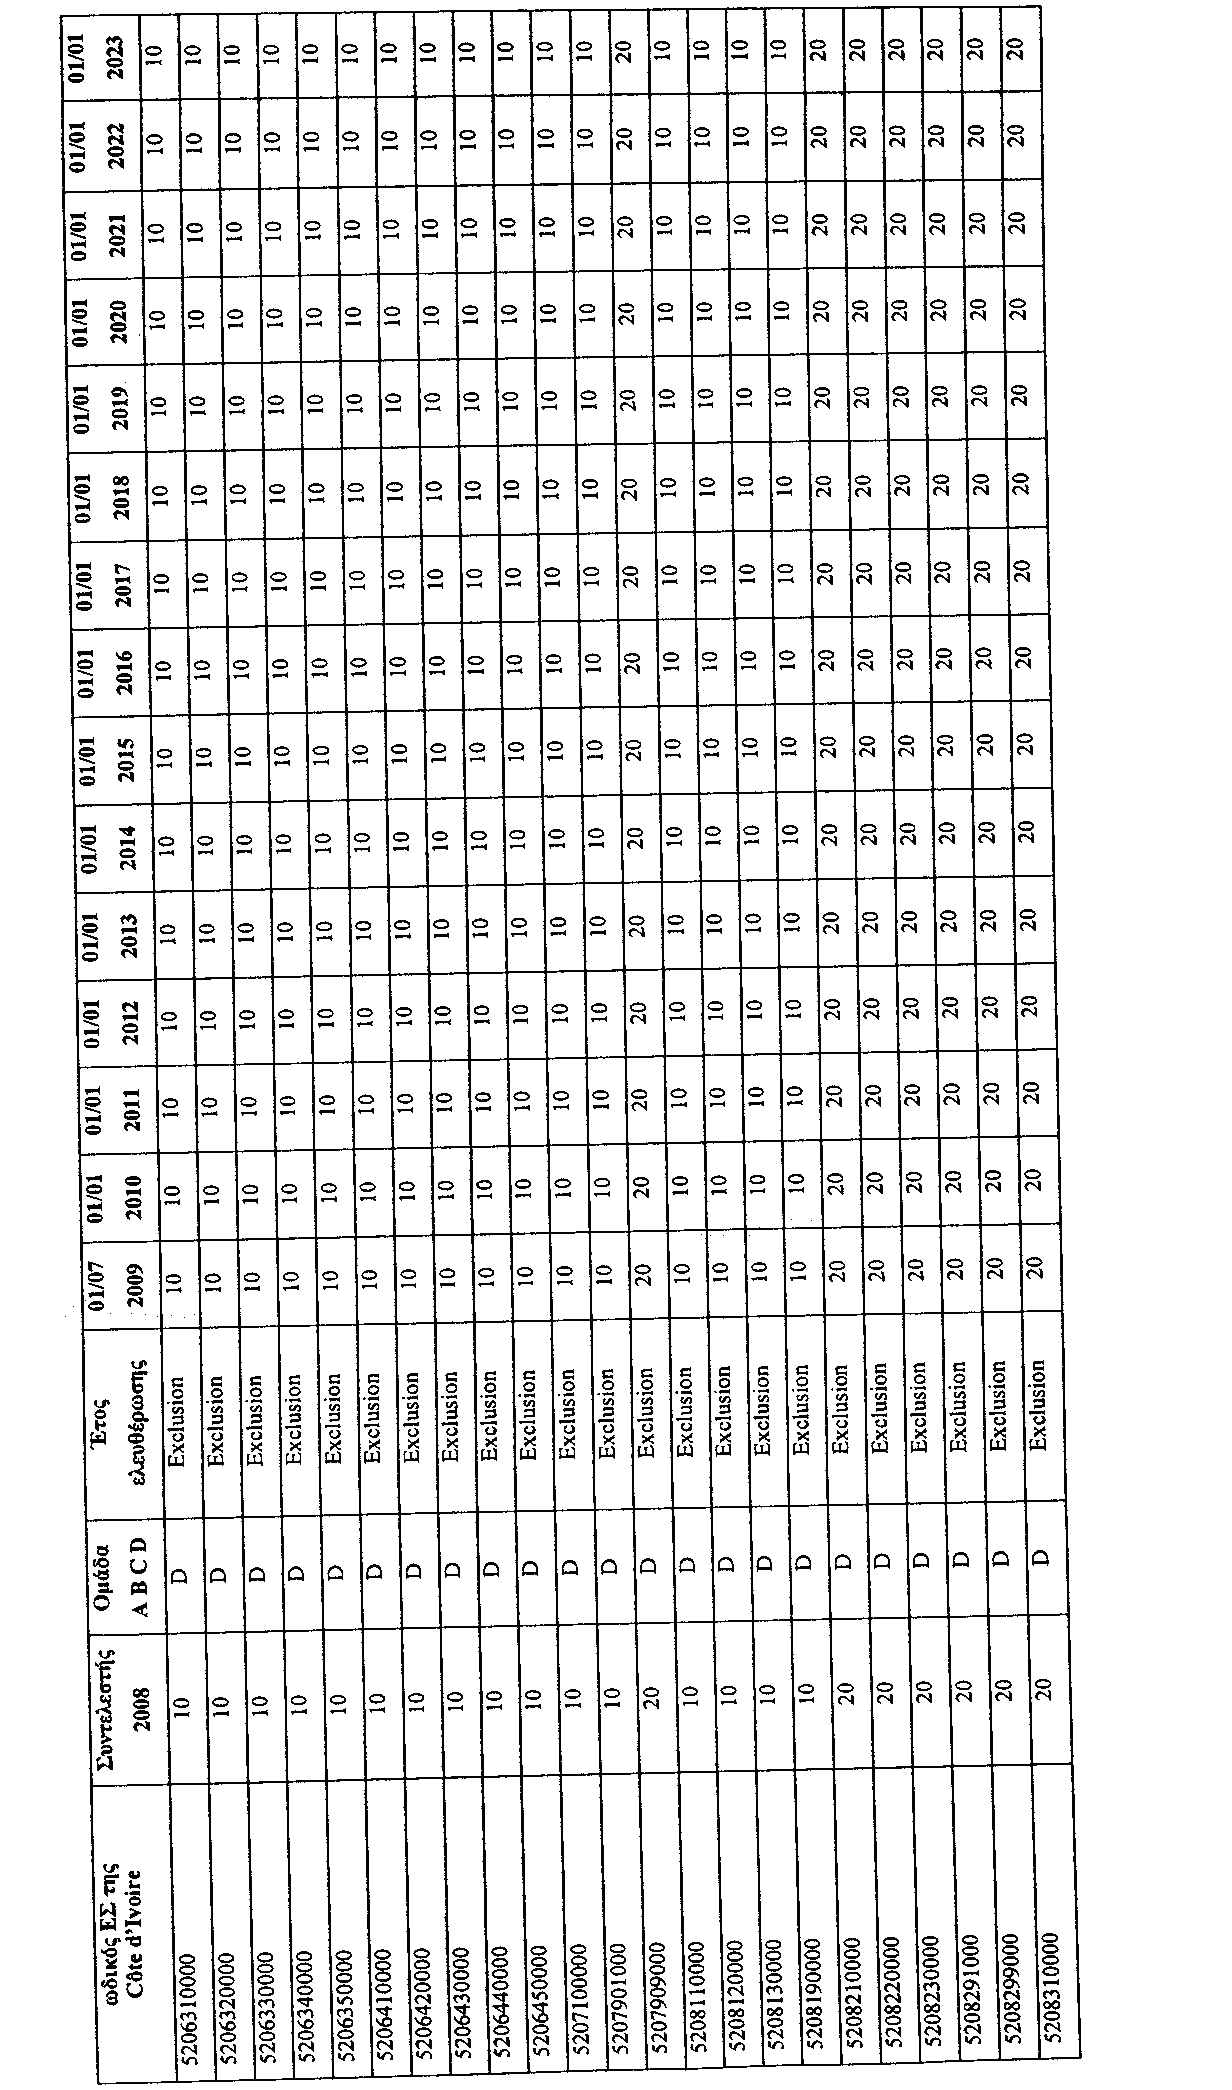 ωδικός ΕΣ της Συντελεστής Ομάδα Έτος 01/07 01/01 01/01 01/01 01/01 01/01 01/01 01/01 01/01 01/01 01/01 01/01 01/01 01/01 01/01
Côte d'Ivoire 2008 A B C D ελευθέρωσης 2009 2010 2011 2012 2013 2014 2015 2016 2017 2018 2019 2020 2021 2022 2023
5206310000 10 D Exclusion 10 10 10 10 10 10 10 10 10 10 10 10 10 10 10
5206320000 10 D Exclusion 10 10 10 10 10 10 10 10 10 10 10 10 10 10 10
5206330000 10 D Exclusion 10 10 10 10 10 10 10 10 10 10 10 10 10 10 10
5206340000 10 D Exclusion 10 10 10 10 10 10 10 10 10 10 10 10 10 10 10
5206350000 10 D Exclusion 10 10 10 10 10 10 10 10 10 10 10 10 10 10 10
5206410000 10 D Exclusion 10 10 10 10 10 10 10 10 10 10 10 10 10 10 10
5206420000 10 D Exclusion 10 10 10 10 10 10 10 10 10 10 10 10 10 10 10
5206430000 10 D Exclusion 10 10 10 10 10 10 10 10 10 10 10 10 10 10 10
5206440000 10 D Exclusion 10 10 10 10 10 10 10 10 10 10 10 10 10 10 10
5206450000 10 D Exclusion 10 10 10 10 10 10 10 10 10 10 10 10 10 10 10
5207100000 10 D Exclusion 10 10 10 10 10 10 10 10 10 10 10 10 10 10 10
5207901000 10 D Exclusion 10 10 10 10 10 10 10 10 10 10 10 10 10 10 10
5207909000 20 D Exclusion 20 20 20 20 20 20 20 20 20 20 20 20 20 20 20
5208110000 10 D Exclusion 10 10 10 10 10 10 10 10 10 10 10 10 10 10 10
5208120000 10 D Exclusion 10 10 10 10 10 10 10 10 10 10 10 10 10 10 10
5208130000 10 D Exclusion 10 10 10 10 10 10 10 10 10 10 10 10 10 10 10
5208190000 10 D Exclusion 10 10 10 10 10 10 10 10 10 10 10 10 10 10 10
5208210000 20 D Exclusion 20 20 20 20 20 20 20 20 20 20 20 20 20 20 20
5208220000 20 D Exclusion 20 20 20 20 20 20 20 20 20 20 20 20 20 20 20
5208230000 20 D Exclusion 20 20 20 20 20 20 20 20 20 20 20 20 20 20 20
5208291000 20 D Exclusion 20 20 20 20 20 20 20 20 20 20 20 20 20 20 20
5208299000 20 D Exclusion 20 20 20 20 20 20 20 20 20 20 20 20 20 20 20
5208310000 20 D Exclusion 20 20 20 20 20 20 20 20 20 20 20 20 20 20 20